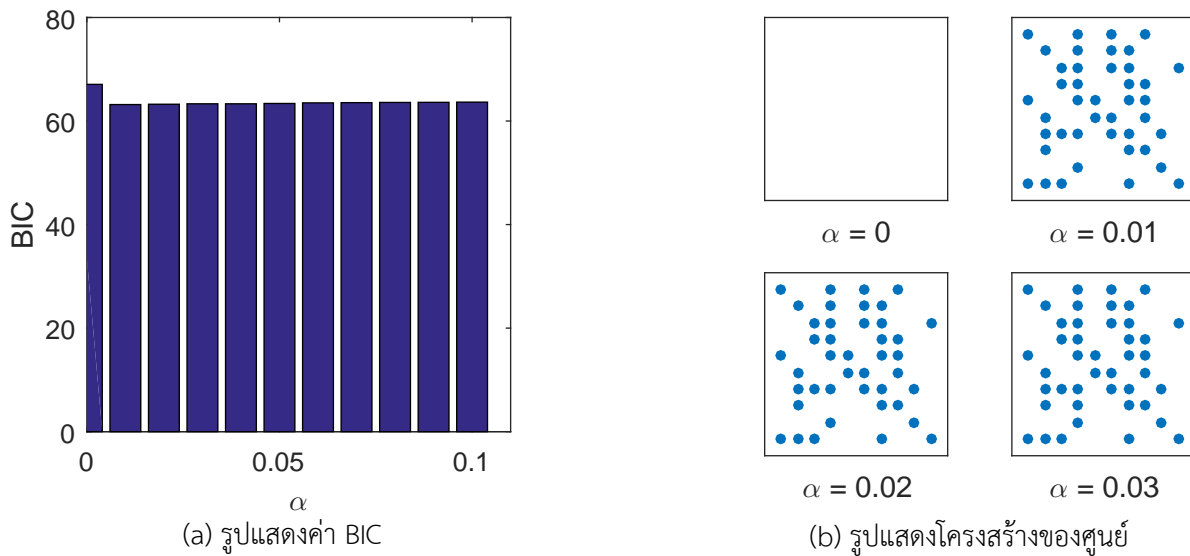 80
60
40
20
0
BIC
0
0.05
0.1
α
(a) รูปแสดงค่า BIC
α = 0
α = 0.01
α = 0.02
α = 0.03
(b) รูปแสดงโครงสร้างของศูนย์